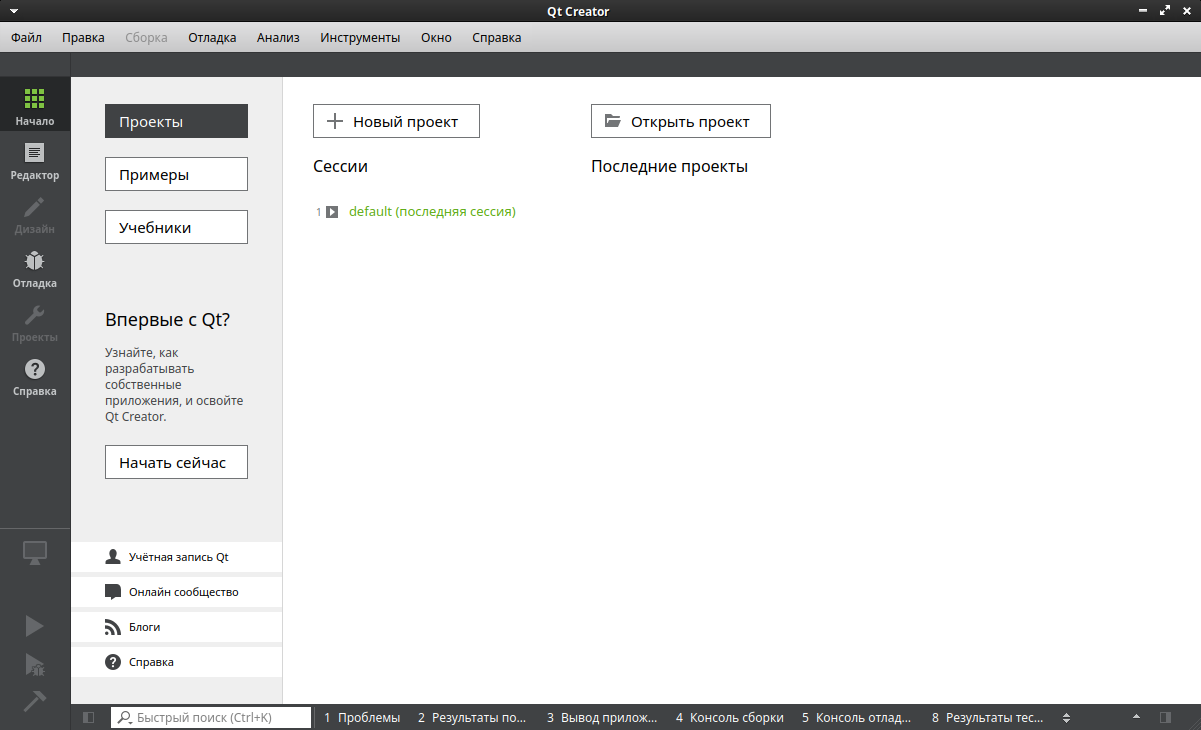 Qt Creator
Файл Правка Сборка Отладка Анализ Инструменты Окно Справка
Начало
Редактор
Дизайн
Отладка
Проекты
Справка
Проекты
Примеры
Учебники
Впервые с Qt?
Узнайте, как
разрабатывать
собственные
приложения, и освойте
Qt Creator.
Начать сейчас
Учётная запись Qt
Онлайн сообщество
Блоги
Справка
Новый проект
Открыть проект
Сессии
Последние проекты
1 default (последняя сессия)
Быстрый поиск (Ctrl+K) 1 Проблемы 2 Результаты по... 3 Вывод прилож... 4 Консоль сборки 5 Консоль отлад... 8 Результаты тес...